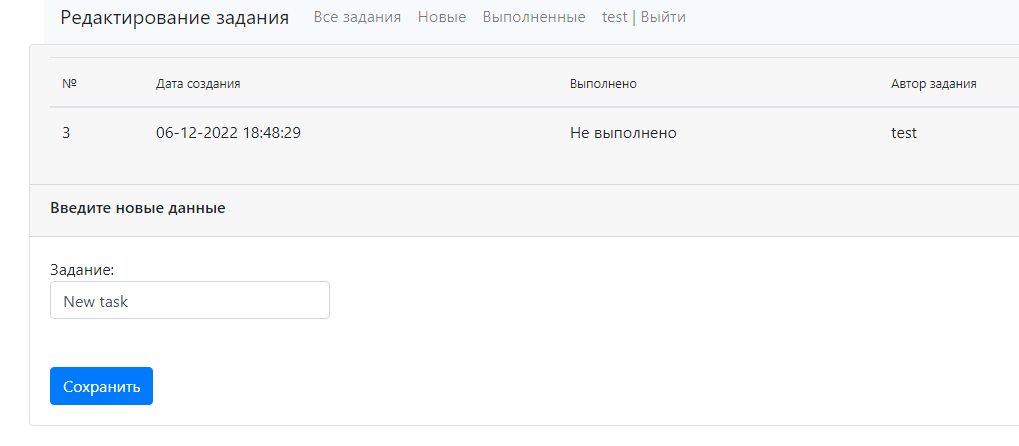 Редактирование задания Все задания Новые Выполненные test | Выйти
№ Дата создания Выполнено Автор задания
3 06-12-2022 18:48:29 Не выполнено test
Введите новые данные
Задание:
New task
Сохранить